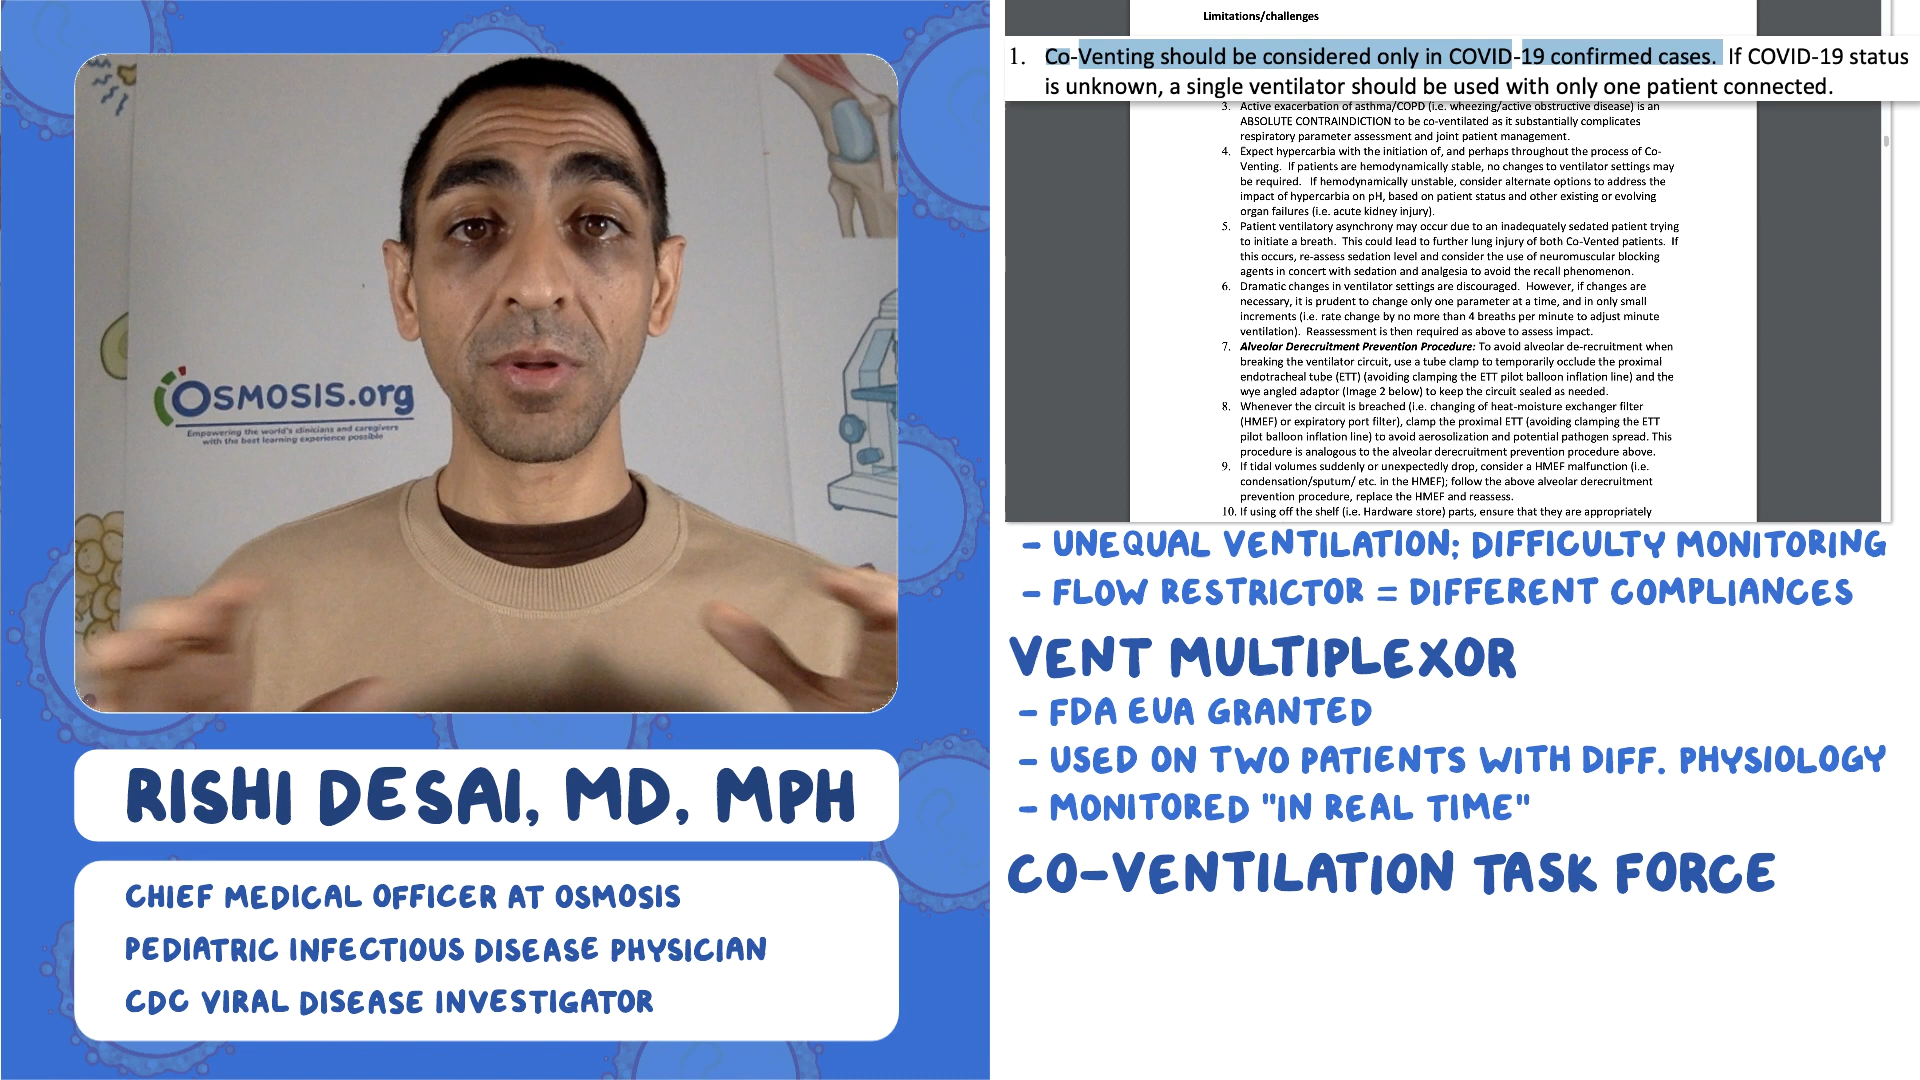 OSMOSIS.org
Empowering the world's clinicians and caregivers
with the best learning experience possible
RISHI DESAI, MD, MPH
CHIEF MEDICAL OFFICER AT OSMOSIS
PEDIATRIC INFECTIOUS DISEASE PHYSICIAN
CDC VIRAL DISEASE INVESTIGATOR
Limitations/challenges
1. Co-Venting should be considered only in COVID-19 confirmed cases. If COVID-19 status
is unknown, a single ventilator should be used with only one patient connected.
3. Active exacerbation of asthma/COPD (i.e. wheezing/active obstructive disease) is an
ABSOLUTE CONTRAINDICTION to be co-ventilated as it substantially complicates
respiratory parameter assessment and joint patient management.
4. Expect hypercarbia with the initiation of, and perhaps throughout the process of Co-
Venting. If patients are hemodynamically stable, no changes to ventilator settings may
be required. If hemodynamically unstable, consider alternate options to address the
impact of hypercarbia on pH, based on patient status and other existing or evolving
organ failures (i.e. acute kidney injury).
5. Patient ventilatory asynchrony may occur due to an inadequately sedated patient trying
to initiate a breath. This could lead to further lung injury of both Co-Vented patients. If
this occurs, re-assess sedation level and consider the use of neuromuscular blocking
agents in concert with sedation and analgesia to avoid the recall phenomenon.
6. Dramatic changes in ventilator settings are discouraged. However, if changes are
necessary, it is prudent to change only one parameter at a time, and in only small
increments (i.e. rate change by no more than 4 breaths per minute to adjust minute
ventilation). Reassessment is then required as above to assess impact.
7. Alveolar Derecruitment Prevention Procedure: To avoid alveolar de-recruitment when
breaking the ventilator circuit, use a tube clamp to temporarily occlude the proximal
endotracheal tube (ETT) (avoiding clamping the ETT pilot balloon inflation line) and the
wye angled adaptor (Image 2 below) to keep the circuit sealed as needed.
8. Whenever the circuit is breached (i.e. changing of heat-moisture exchanger filter
(HMEF) or expiratory port filter), clamp the proximal ETT (avoiding clamping the ETT
pilot balloon inflation line) to avoid aerosolization and potential pathogen spread. This
procedure is analogous to the alveolar derecruitment prevention procedure above.
9. If tidal volumes suddenly or unexpectedly drop, consider a HMEF malfunction (i.e.
condensation/sputum/ etc. in the HMEF); follow the above alveolar derecruitment
prevention procedure, replace the HMEF and reassess.
10. If using off the shelf (i.e. Hardware store) parts, ensure that they are appropriately
- UNEQUAL VENTILATION; DIFFICULTY MONITORING
- FLOW RESTRICTOR = DIFFERENT COMPLIANCES
VENT MULTIPLEXOR
- FDA EUA GRANTED
- USED ON TWO PATIENTS WITH DIFF. PHYSIOLOGY
- MONITORED "IN REAL TIME"
CO-VENTILATION TASK FORCE